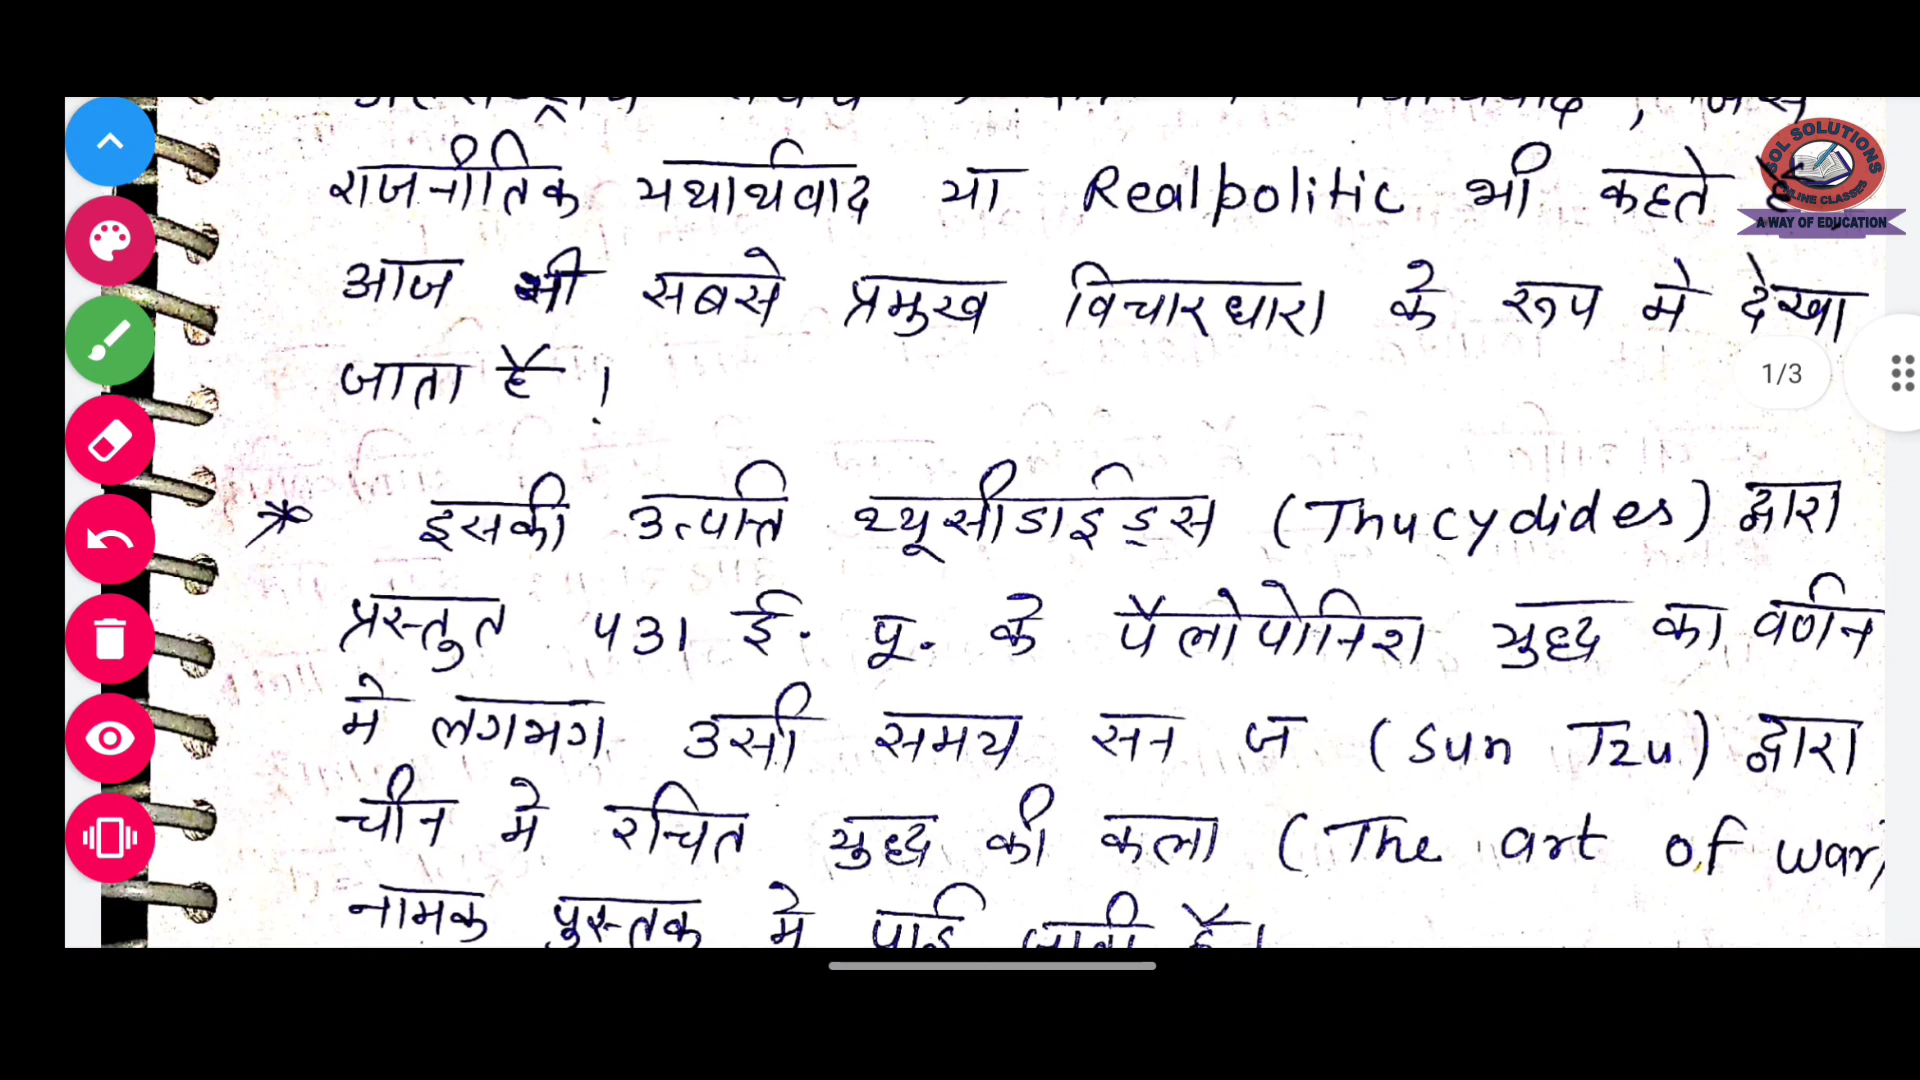 राजनीतिक यथार्थवाद या Realpolitic भी कहते है
आज भी सबसे प्रमुख विचारधारा के रूप मे देखा
जाता है।
* इसकी उत्पत्ति थ्यूसीडाईड्स (Thucydides) द्वारा
प्रस्तुत 431 ई. पू. के पैलोपोनिश युद्ध का वर्णन
मे लगभग उसी समय सन ज (Sun Tzu) द्वारा
चीन मे रचित युद्ध की कला (The art of war)
नामक पुस्तक मे पाई जाती है।
SOL SOLUTIONS
ONLINE CLASSES
A WAY OF EDUCATION
1/3